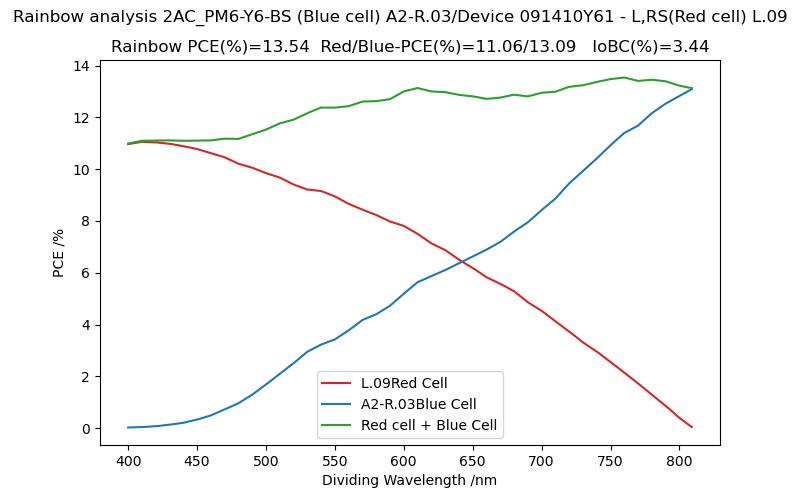 Rainbow analysis 2AC_PM6-Y6-BS (Blue cell) A2-R.03/Device 091410Y61 - L,RS(Red cell) L.09
Rainbow PCE(%)=13.54  Red/Blue-PCE(%)=11.06/13.09   IoBC(%)=3.44
14
12
10
8
6
4
2
0
PCE /%
L.09Red Cell
A2-R.03Blue Cell
Red cell + Blue Cell
400 450 500 550 600 650 700 750 800
Dividing Wavelength /nm